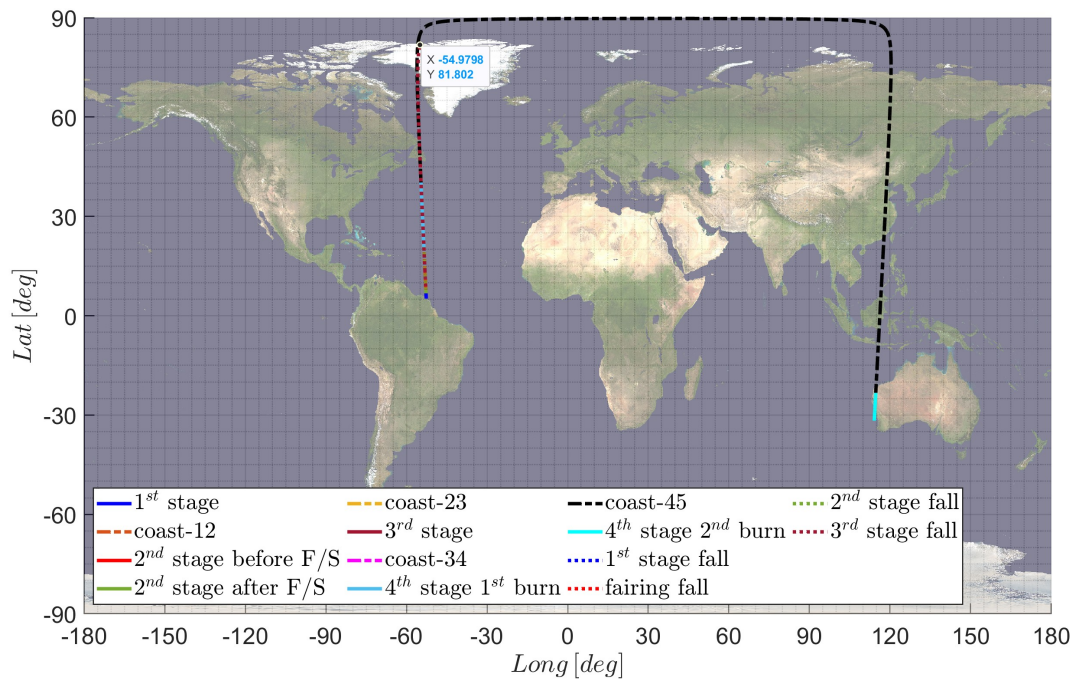 90
60
30
0
-30
-60
-90
Lat [deg]
X -54.9798
Y 81.802
1st stage
coast-12
2nd stage before F/S
2nd stage after F/S
coast-23
3rd stage
coast-34
4th stage 1st burn
coast-45
4th stage 2nd burn
1st stage fall
fairing fall
2nd stage fall
3rd stage fall
-180 -150 -120 -90 -60 -30 0 30 60 90 120 150 180
Long [deg]